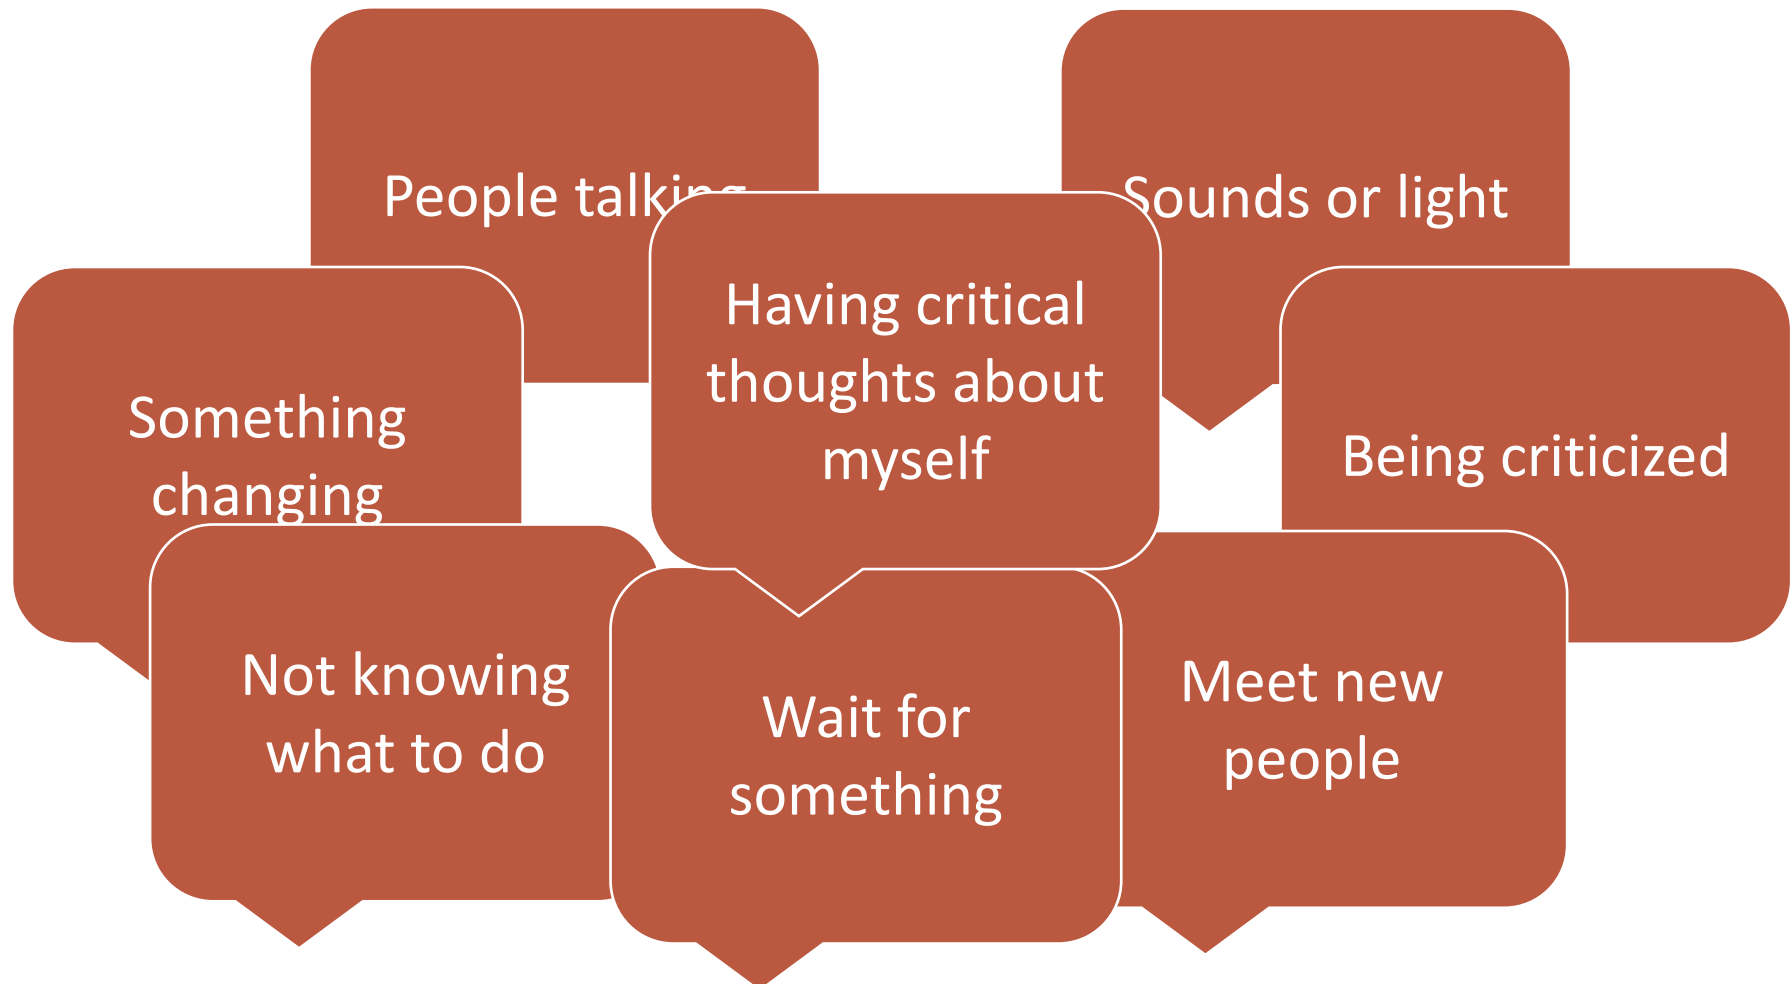 People talking
Sounds or light
Having critical
thoughts about
myself
Something
changing
Being criticized
Not knowing
what to do
Wait for
something
Meet new
people